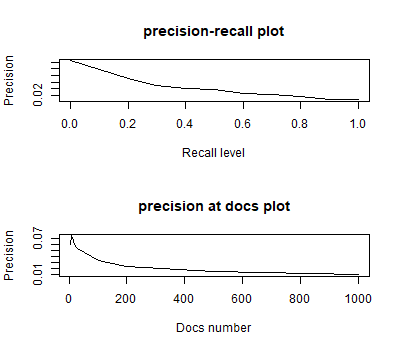 precision-recall plot
Precision
0.02
0.0 0.2 0.4 0.6 0.8 1.0
Recall level
precision at docs plot
Precision
0.07
0.01
0 200 400 600 800 1000
Docs number